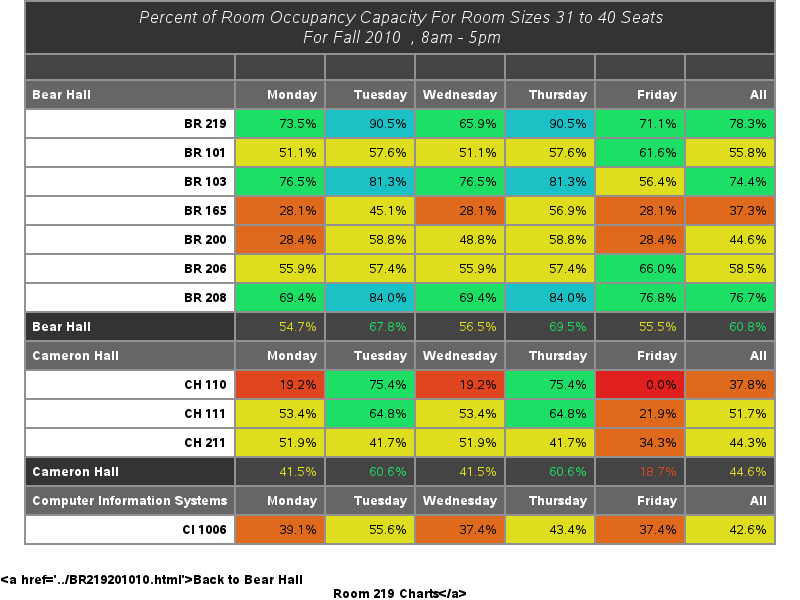 Percent of Room Occupancy Capacity For Room Sizes 31 to 40 Seats
For Fall 2010 , 8am - 5pm
Bear Hall Monday Tuesday Wednesday Thursday Friday All
BR 219 73.5% 90.5% 65.9% 90.5% 71.1% 78.3%
BR 101 51.1% 57.6% 51.1% 57.6% 61.6% 55.8%
BR 103 76.5% 81.3% 76.5% 81.3% 56.4% 74.4%
BR 165 28.1% 45.1% 28.1% 56.9% 28.1% 37.3%
BR 200 28.4% 58.8% 48.8% 58.8% 28.4% 44.6%
BR 206 55.9% 57.4% 55.9% 57.4% 66.0% 58.5%
BR 208 69.4% 84.0% 69.4% 84.0% 76.8% 76.7%
Bear Hall 54.7% 67.8% 56.5% 69.5% 55.5% 60.8%
Cameron Hall Monday Tuesday Wednesday Thursday Friday All
CH 110 19.2% 75.4% 19.2% 75.4% 0.0% 37.8%
CH 111 53.4% 64.8% 53.4% 64.8% 21.9% 51.7%
CH 211 51.9% 41.7% 51.9% 41.7% 34.3% 44.3%
Cameron Hall 41.5% 60.6% 41.5% 60.6% 18.7% 44.6%
Computer Information Systems Monday Tuesday Wednesday Thursday Friday All
CI 1006 39.1% 55.6% 37.4% 43.4% 37.4% 42.6%
<a href='../BR219201010.html'>Back to Bear Hall
Room 219 Charts</a>